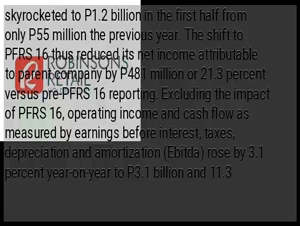 skyrocketed to P1.2 billion in the first half from
only P55 million the previous year. The shift to
PFRS 16 thus reduced its net income attributable
to parent company by P481 million or 21.3 percent
versus pre-PFRS 16 reporting. Excluding the impact
of PFRS 16, operating income and cash flow as
measured by earnings before interest, taxes,
depreciation and amortization (Ebitda) rose by 3.1
percent year-on-year to P3.1 billion and 11.3
ROBINSONS
RETAIL